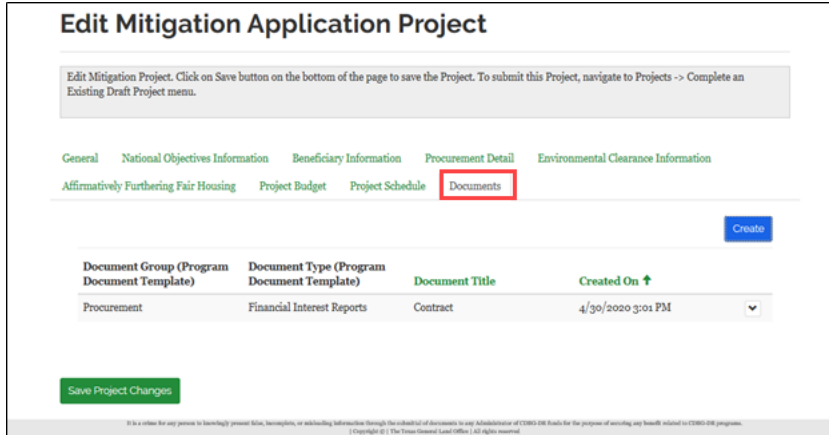 Edit Mitigation Application Project
Edit Mitigation Project. Click on Save button on the bottom of the page to save the Project. To submit this Project, navigate to Projects -> Complete an
Existing Draft Project menu.
General National Objectives Information Beneficiary Information Procurement Detail Environmental Clearance Information
Affirmatively Furthering Fair Housing Project Budget Project Schedule Documents
Create
Document Group (Program Document Type (Program
Document Template) Document Template) Document Title Created On ↑
Procurement Financial Interest Reports Contract 4/30/2020 3:01 PM
Save Project Changes
It is a crime for any person to knowingly present false, incomplete, or misleading information through the submittal of documents to any Administrator of CDBG-DR funds for the purpose of securing any benefit related to CDBG-DR programs.
| Copyright © | The Texas General Land Office | All rights reserved